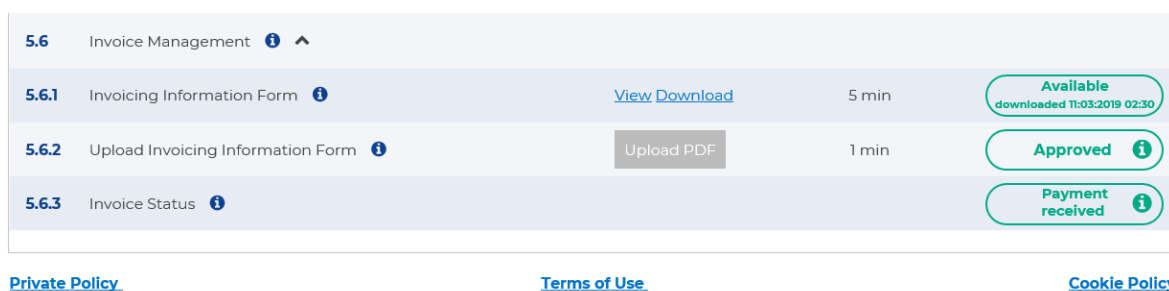 5.6 Invoice Management
5.6.1 Invoicing Information Form View Download 5 min Available
downloaded 11:03:2019 02:30
5.6.2 Upload Invoicing Information Form Upload PDF 1 min Approved
5.6.3 Invoice Status Payment
received
Private Policy Terms of Use Cookie Policy